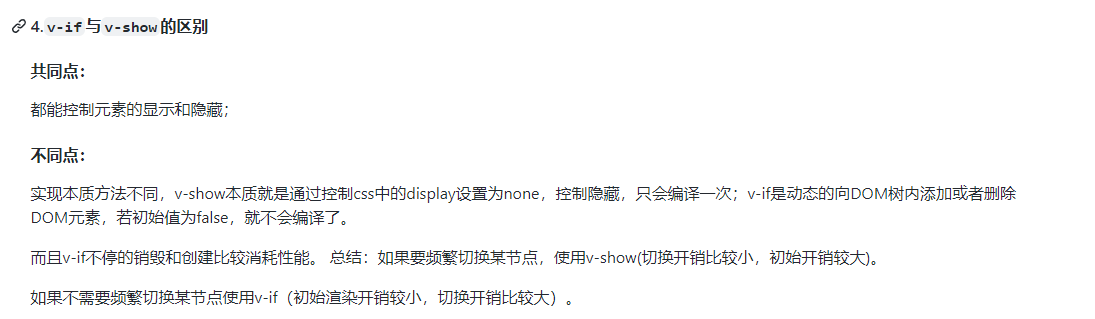 4.v-if与v-show的区别
共同点：
都能控制元素的显示和隐藏；
不同点：
实现本质方法不同，v-show本质就是通过控制css中的display设置为none，控制隐藏，只会编译一次；v-if是动态的向DOM树内添加或者删除
DOM元素，若初始值为false，就不会编译了。
而且v-if不停的销毁和创建比较消耗性能。 总结：如果要频繁切换某节点，使用v-show(切换开销比较小，初始开销较大)。
如果不需要频繁切换某节点使用v-if（初始渲染开销较小，切换开销比较大）。